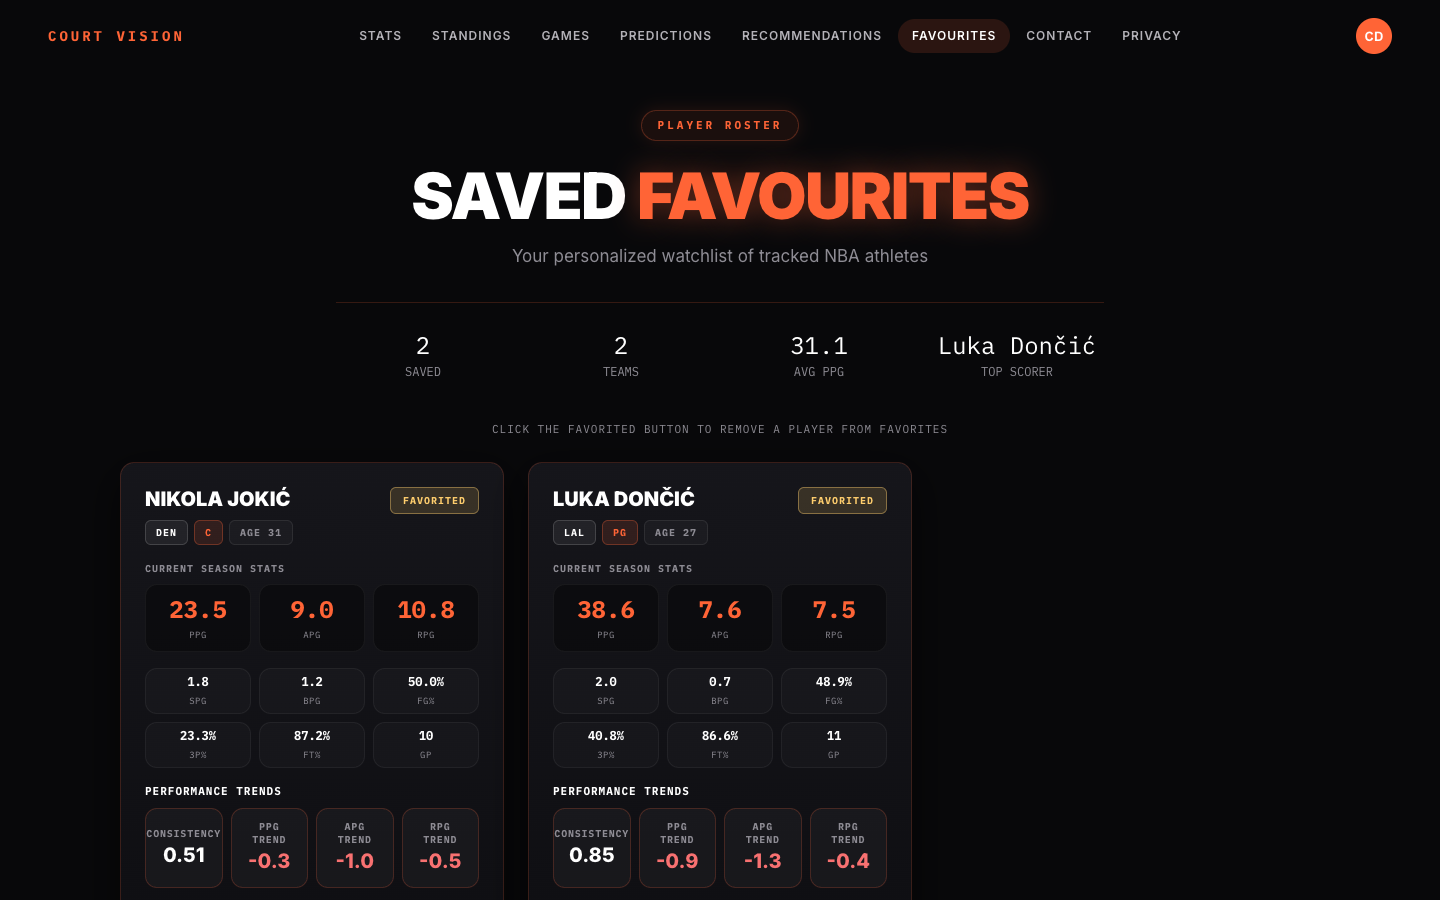 COURT VISION
STATS
STANDINGS
GAMES
PREDICTIONS
RECOMMENDATIONS
FAVOURITES
CONTACT
PRIVACY
CD
PLAYER ROSTER
SAVED FAVOURITES
Your personalized watchlist of tracked NBA athletes
2
SAVED
2
TEAMS
31.1
AVG PPG
Luka Dončić
TOP SCORER
CLICK THE FAVORITED BUTTON TO REMOVE A PLAYER FROM FAVORITES
NIKOLA JOKIĆ
FAVORITED
DEN
C
AGE 31
CURRENT SEASON STATS
23.5
PPG
9.0
APG
10.8
RPG
1.8
SPG
1.2
BPG
50.0%
FG%
23.3%
3P%
87.2%
FT%
10
GP
PERFORMANCE TRENDS
CONSISTENCY
0.51
PPG
TREND
-0.3
APG
TREND
-1.0
RPG
TREND
-0.5
LUKA DONČIĆ
FAVORITED
LAL
PG
AGE 27
CURRENT SEASON STATS
38.6
PPG
7.6
APG
7.5
RPG
2.0
SPG
0.7
BPG
48.9%
FG%
40.8%
3P%
86.6%
FT%
11
GP
PERFORMANCE TRENDS
CONSISTENCY
0.85
PPG
TREND
-0.9
APG
TREND
-1.3
RPG
TREND
-0.4